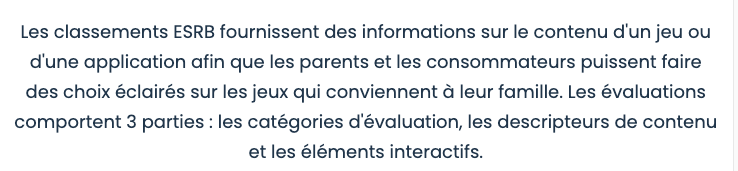 Les classements ESRB fournissent des informations sur le contenu d'un jeu ou
d'une application afin que les parents et les consommateurs puissent faire
des choix éclairés sur les jeux qui conviennent à leur famille. Les évaluations
comportent 3 parties : les catégories d'évaluation, les descripteurs de contenu
et les éléments interactifs.